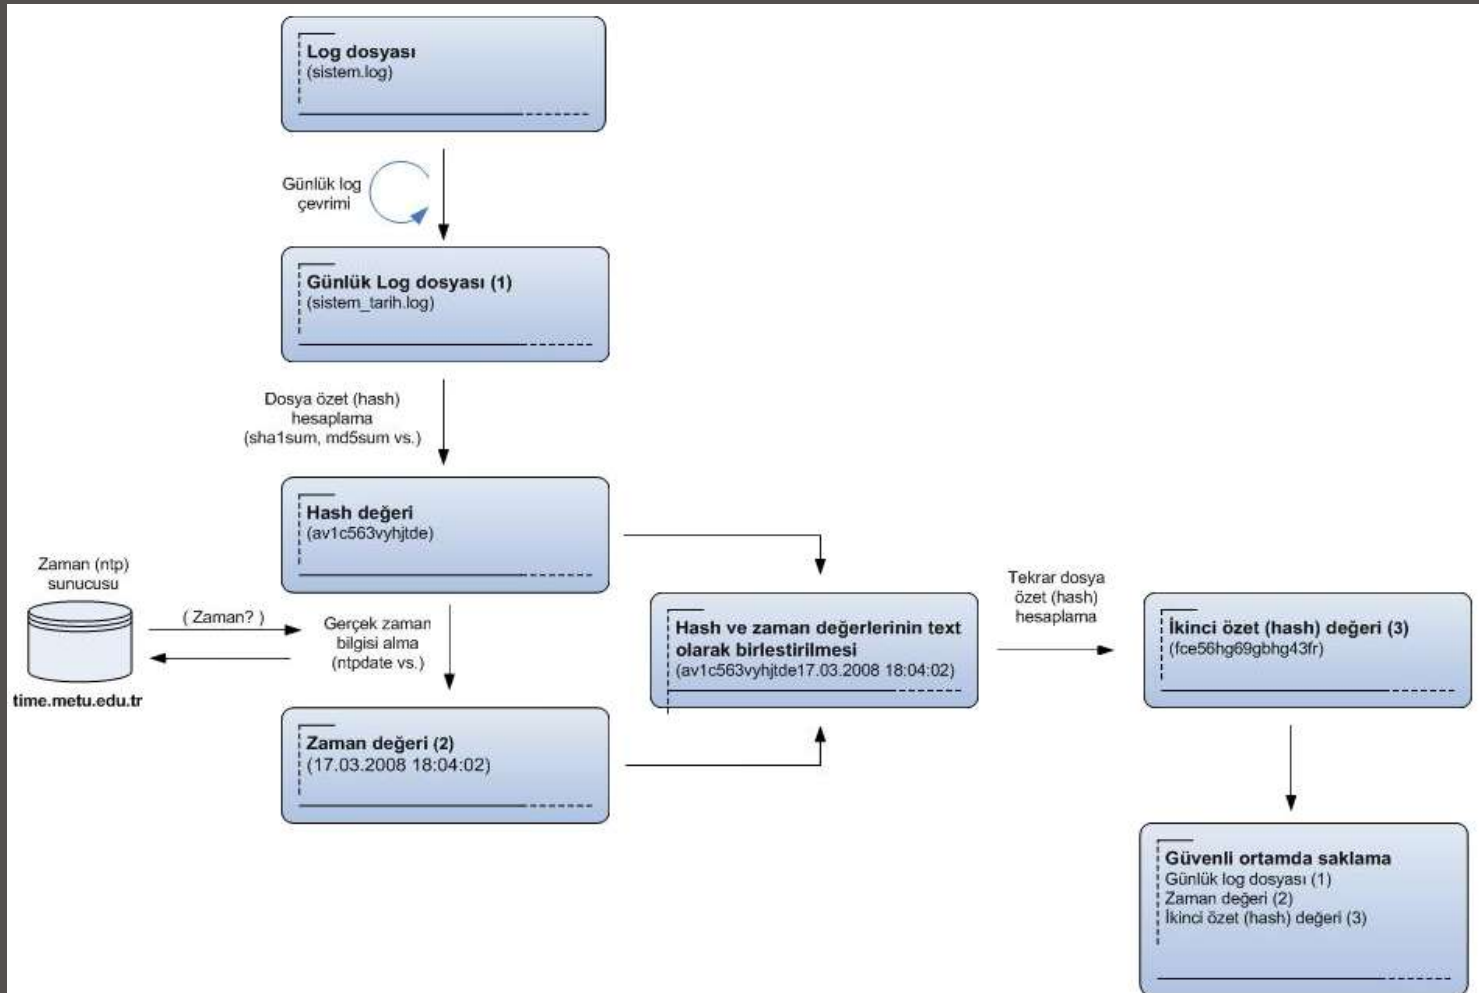 Log dosyası
(sistem.log)
Günlük log
çevrimi
Günlük Log dosyası (1)
(sistem_tarih.log)
Dosya özet (hash)
hesaplama
(sha1sum, md5sum vs.)
Hash değeri
(av1c563vyhjtde)
Zaman (ntp)
sunucusu
( Zaman? )
time.metu.edu.tr
Gerçek zaman
bilgisi alma
(ntpdate vs.)
Zaman değeri (2)
(17.03.2008 18:04:02)
Hash ve zaman değerlerinin text
olarak birlestirilmesi
(av1c563vyhjtde17.03.2008 18:04:02)
Tekrar dosya
özet (hash)
hesaplama
İkinci özet (hash) değeri (3)
(fce56hg69gbhg43fr)
Güvenli ortamda saklama
Günlük log dosyası (1)
Zaman değeri (2)
İkinci özet (hash) değeri (3)